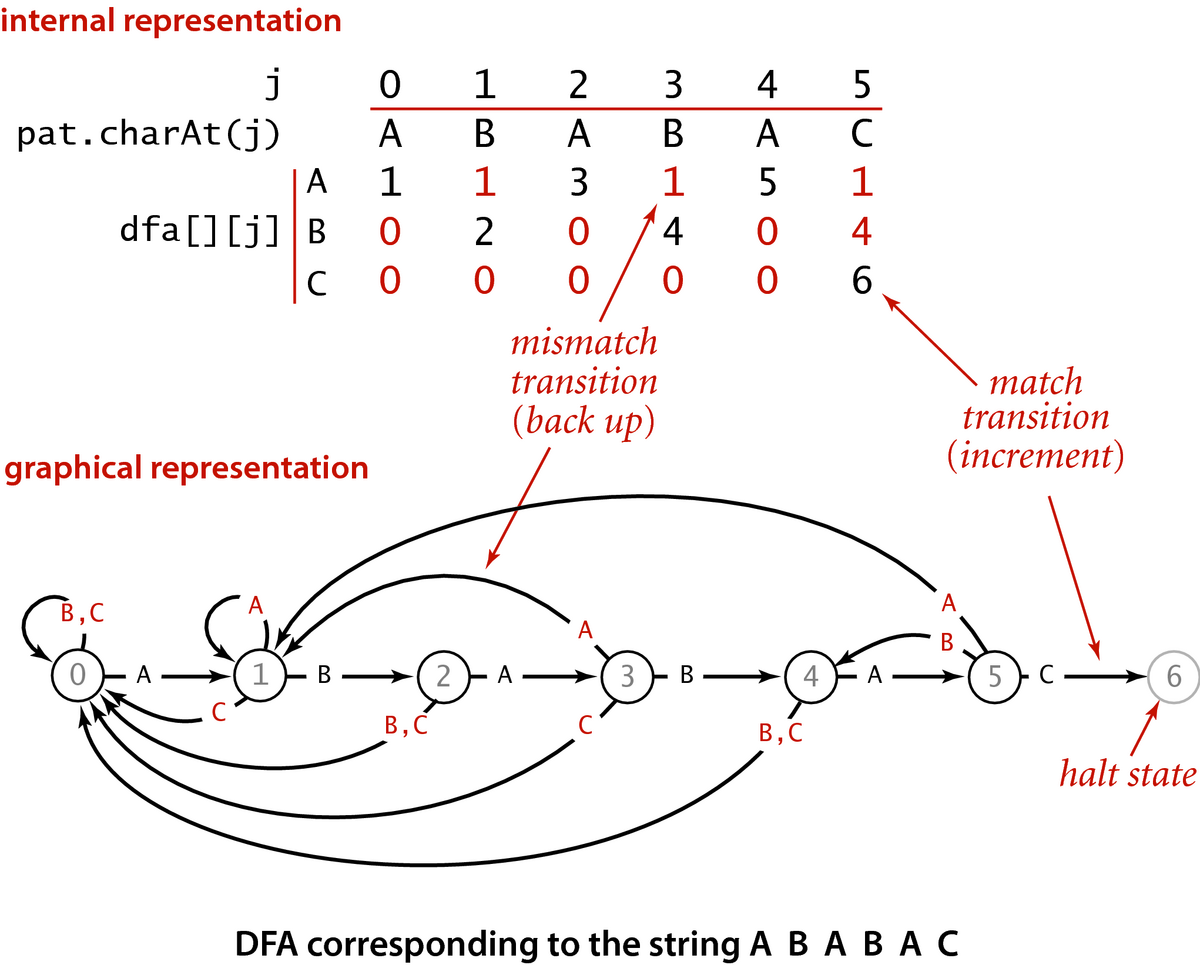 internal representation
j 0 1 2 3 4 5
pat.charAt(j) A B A B A C
A 1 1 3 1 5 1
dfa[][j] B 0 2 0 4 0 4
C 0 0 0 0 0 6
mismatch
transition
(back up)
match
transition
(increment)
graphical representation
A
B,C A A B
0 A 1 B 2 A 3 B 4 A 5 C 6
C B,C C B,C
halt state
DFA corresponding to the string A B A B A C